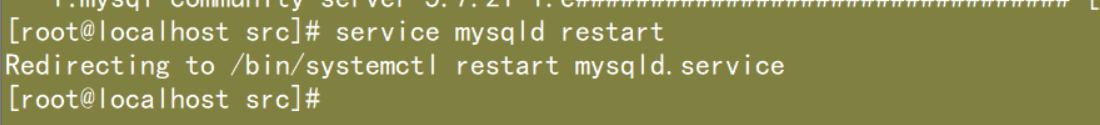 [root@localhost src]# service mysqld restart
Redirecting to /bin/systemctl restart mysqld.service
[root@localhost src]#